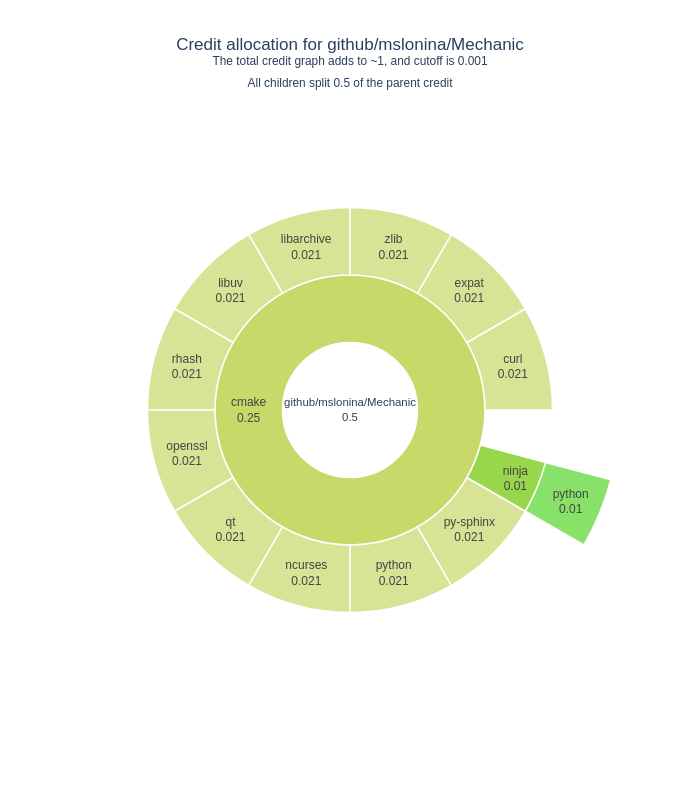 Credit allocation for github/mslonina/Mechanic
The total credit graph adds to ~1, and cutoff is 0.001
All children split 0.5 of the parent credit
libarchive
0.021
zlib
0.021
libuv
0.021
expat
0.021
rhash
0.021
curl
0.021
cmake
0.25
github/mslonina/Mechanic
0.5
openssl
0.021
ninja
0.01
python
0.01
qt
0.021
py-sphinx
0.021
ncurses
0.021
python
0.021